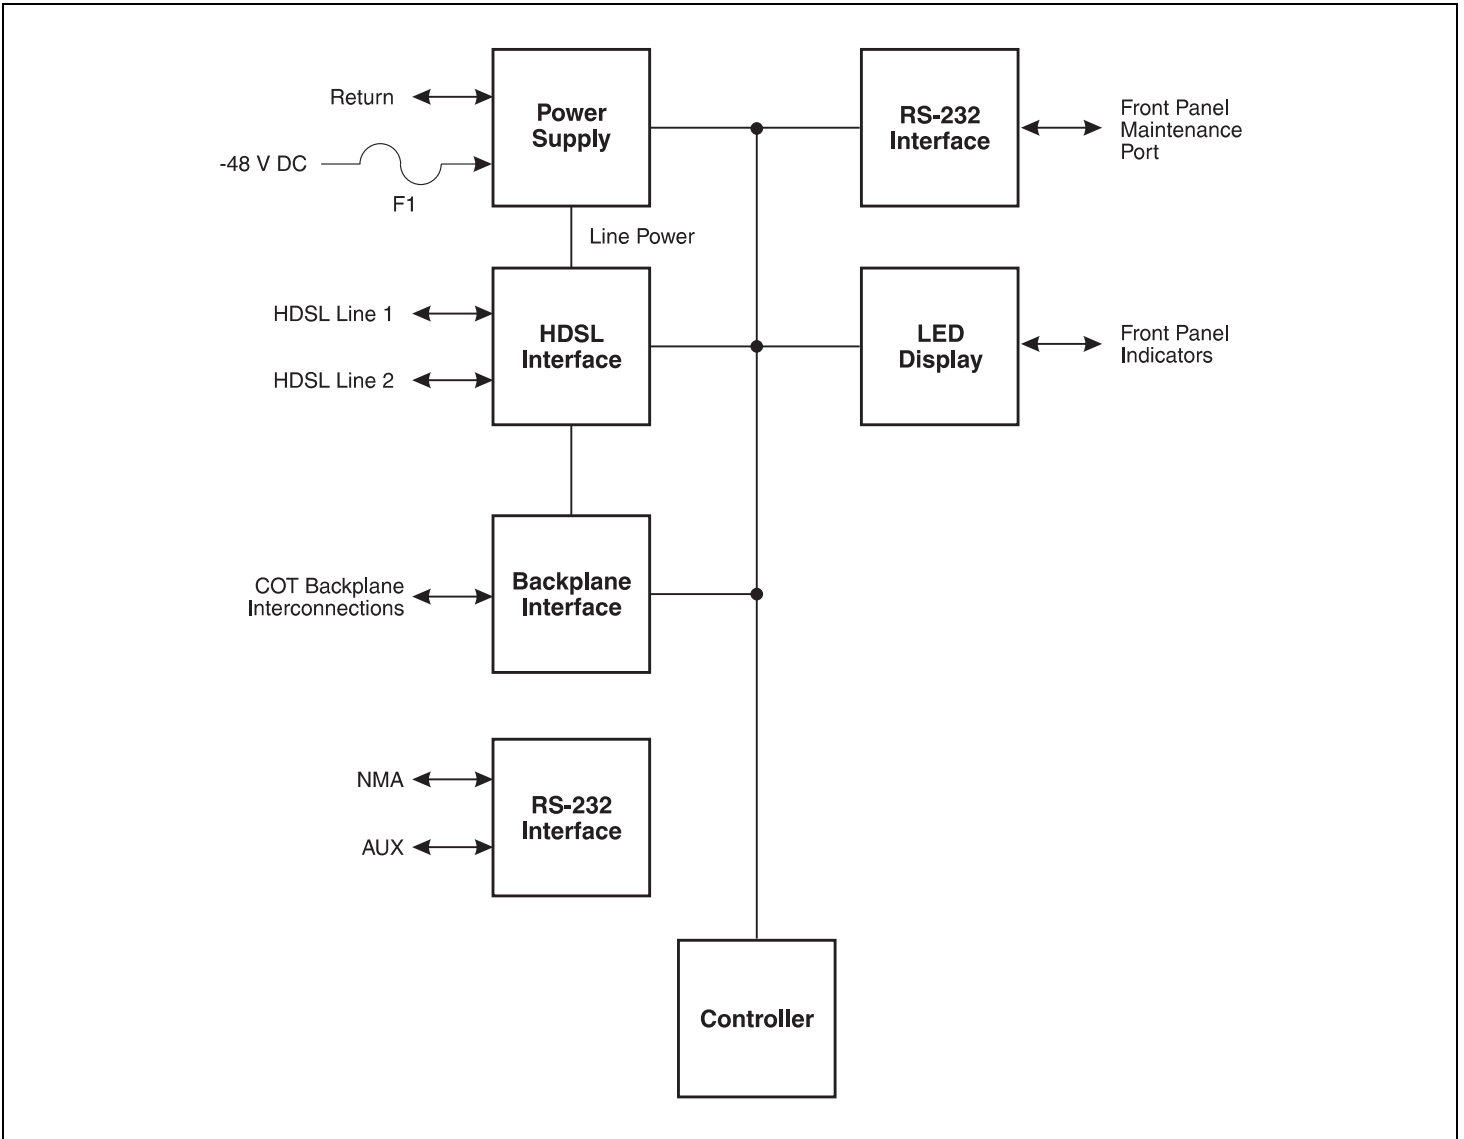 Return
-48 V DC
F1
Power
Supply
RS-232
Interface
Front Panel
Maintenance
Port
Line Power
HDSL Line 1
HDSL Line 2
HDSL
Interface
LED
Display
Front Panel
Indicators
COT Backplane
Interconnections
Backplane
Interface
NMA
AUX
RS-232
Interface
Controller